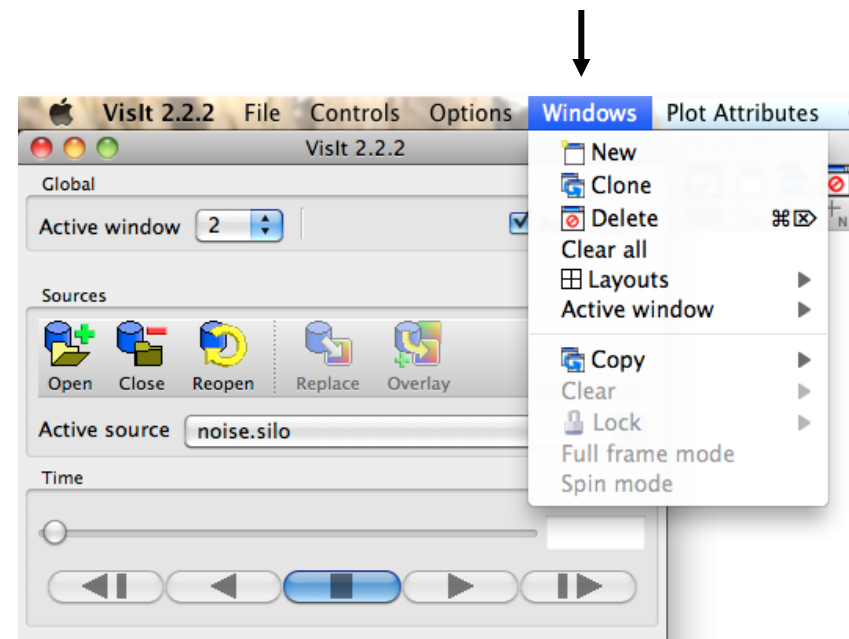 VisIt 2.2.2 File Controls Options Windows Plot Attributes
VisIt 2.2.2
New
Global
Clone
Active window 2
Delete ⌘⌦
N
Clear all
Layouts
Sources
Active window
Open Close Reopen Replace Overlay
Copy
Clear
Active source noise.silo
Lock
Full frame mode
Time
Spin mode